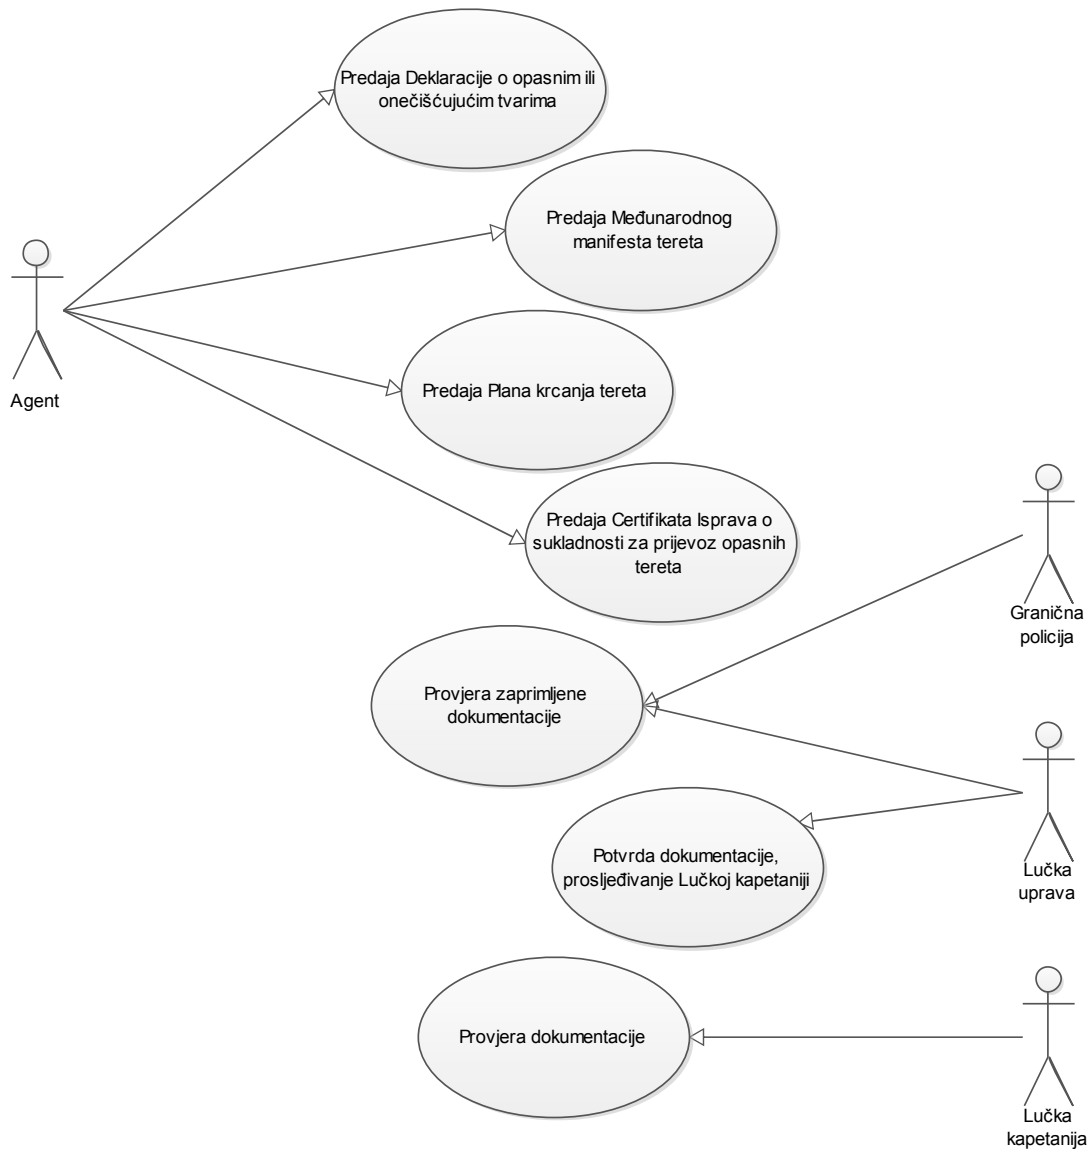 Predaja Deklaracije o opasnim ili
onečišćujućim tvarima
Predaja Međunarodnog
manifesta tereta
Agent
Predaja Plana krcanja tereta
Predaja Certifikata Isprava o
sukladnosti za prijevoz opasnih
tereta
Granična
policija
Provjera zaprimljene
dokumentacije
Potvrda dokumentacije,
prosljeđivanje Lučkoj kapetaniji
Lučka
uprava
Provjera dokumentacije
Lučka
kapetanija